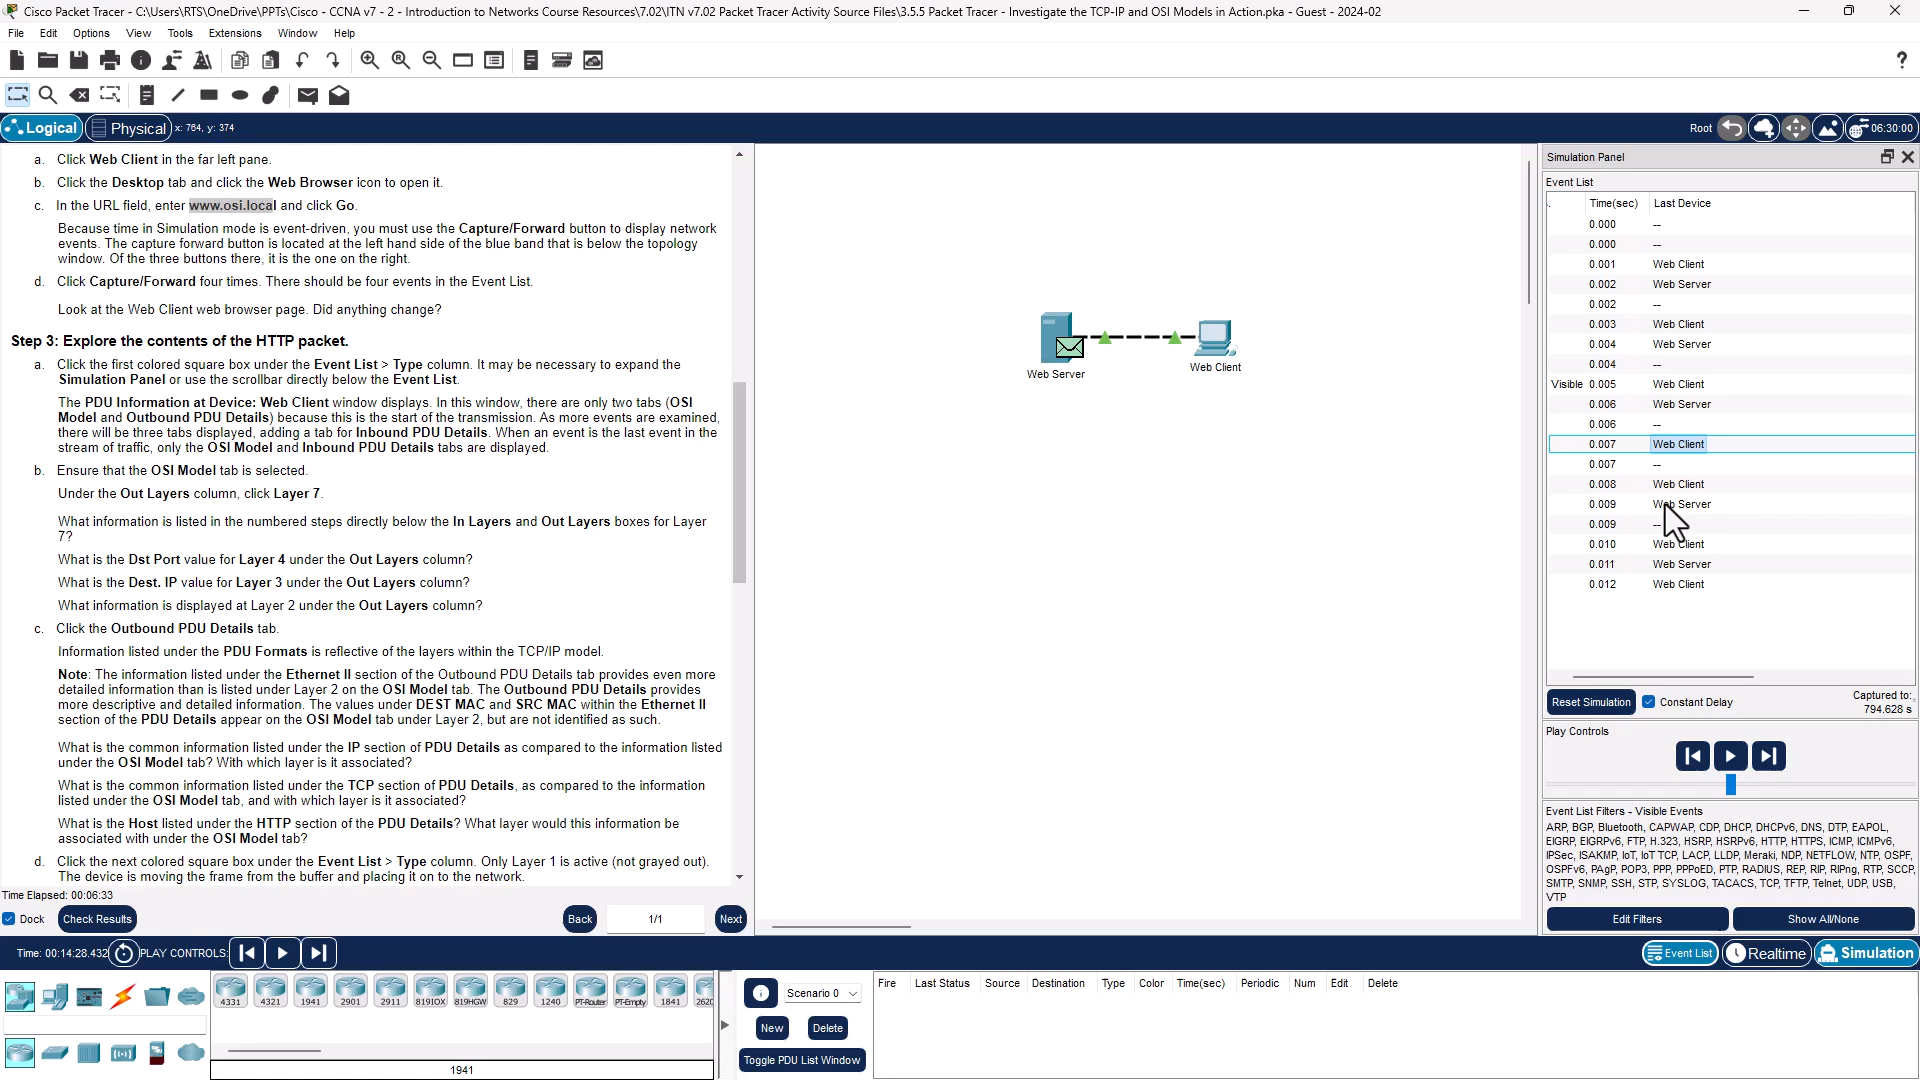 Cisco Packet Tracer - C:\Users\RTS\OneDrive\PPTs\Cisco - CCNA v7 - 2 - Introduction to Networks Course Resources\7.02\ITN v7.02 Packet Tracer Activity Source Files\3.5.5 Packet Tracer - Investigate the TCP-IP and OSI Models in Action.pka - Guest - 2024-02
File Edit Options View Tools Extensions Window Help
Logical Physical x: 764, y: 374 Root 06:30:00
a. Click Web Client in the far left pane.
b. Click the Desktop tab and click the Web Browser icon to open it.
c. In the URL field, enter www.osi.local and click Go.
Because time in Simulation mode is event-driven, you must use the Capture/Forward button to display network
events. The capture forward button is located at the left hand side of the blue band that is below the topology
window. Of the three buttons there, it is the one on the right.
d. Click Capture/Forward four times. There should be four events in the Event List.
Look at the Web Client web browser page. Did anything change?
Step 3: Explore the contents of the HTTP packet.
a. Click the first colored square box under the Event List > Type column. It may be necessary to expand the
Simulation Panel or use the scrollbar directly below the Event List.
The PDU Information at Device: Web Client window displays. In this window, there are only two tabs (OSI
Model and Outbound PDU Details) because this is the start of the transmission. As more events are examined,
there will be three tabs displayed, adding a tab for Inbound PDU Details. When an event is the last event in the
stream of traffic, only the OSI Model and Inbound PDU Details tabs are displayed.
b. Ensure that the OSI Model tab is selected.
Under the Out Layers column, click Layer 7.
What information is listed in the numbered steps directly below the In Layers and Out Layers boxes for Layer
7?
What is the Dst Port value for Layer 4 under the Out Layers column?
What is the Dest. IP value for Layer 3 under the Out Layers column?
What information is displayed at Layer 2 under the Out Layers column?
c. Click the Outbound PDU Details tab.
Information listed under the PDU Formats is reflective of the layers within the TCP/IP model.
Note: The information listed under the Ethernet II section of the Outbound PDU Details tab provides even more
detailed information than is listed under Layer 2 on the OSI Model tab. The Outbound PDU Details provides
more descriptive and detailed information. The values under DEST MAC and SRC MAC within the Ethernet II
section of the PDU Details appear on the OSI Model tab under Layer 2, but are not identified as such.
What is the common information listed under the IP section of PDU Details as compared to the information listed
under the OSI Model tab? With which layer is it associated?
What is the common information listed under the TCP section of PDU Details, as compared to the information
listed under the OSI Model tab, and with which layer is it associated?
What is the Host listed under the HTTP section of the PDU Details? What layer would this information be
associated with under the OSI Model tab?
d. Click the next colored square box under the Event List > Type column. Only Layer 1 is active (not grayed out).
The device is moving the frame from the buffer and placing it on to the network.
Time Elapsed: 00:06:33
Dock Check Results Back 1/1 Next
Web Server
Web Client
Simulation Panel
Event List
Time(sec) Last Device
0.000 --
0.000 --
0.001 Web Client
0.002 Web Server
0.002 --
0.003 Web Client
0.004 Web Server
0.004 --
Visible 0.005 Web Client
0.006 Web Server
0.006 --
0.007 Web Client
0.007 --
0.008 Web Client
0.009 Web Server
0.009 --
0.010 Web Client
0.011 Web Server
0.012 Web Client
Reset Simulation Constant Delay Captured to:
794.628 s
Play Controls
Event List Filters - Visible Events
ARP, BGP, Bluetooth, CAPWAP, CDP, DHCP, DHCPv6, DNS, DTP, EAPOL,
EIGRP, EIGRPv6, FTP, H.323, HSRP, HSRPv6, HTTP, HTTPS, ICMP, ICMPv6,
IPSec, ISAKMP, IoT, IoT TCP, LACP, LLDP, Meraki, NDP, NETFLOW, NTP, OSPF,
OSPFv6, PAgP, POP3, PPP, PPPoED, PTP, RADIUS, REP, RIP, RIPng, RTP, SCCP,
SMTP, SNMP, SSH, STP, SYSLOG, TACACS, TCP, TFTP, Telnet, UDP, USB,
VTP
Edit Filters Show All/None
Time: 00:14:28.432 PLAY CONTROLS: Event List Realtime Simulation
4331 4321 1941 2901 2911 819IOX 819HGW 829 1240 PT-Router PT-Empty 1841 2620
1941
Scenario 0
New Delete
Toggle PDU List Window
Fire Last Status Source Destination Type Color Time(sec) Periodic Num Edit Delete